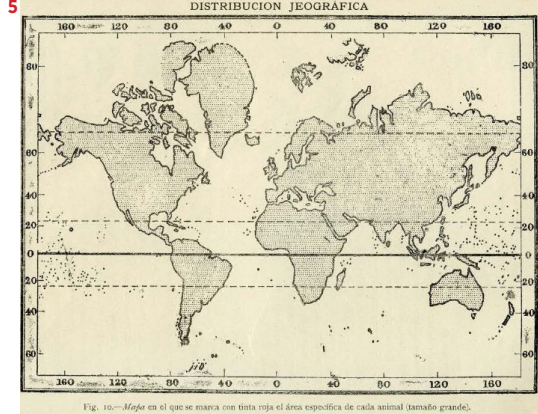 5
DISTRIBUCION JEOGRÁFICA
160 120 80 40 0 40 80 120 160
80 80
60 60
40 40
20 20
0 0
20 20
40 40
60 60
160 120 80 40 0 40 80 120 160
Fig. 10.—Mapa en el que se marca con tinta roja el área específica de cada animal (tamaño grande).